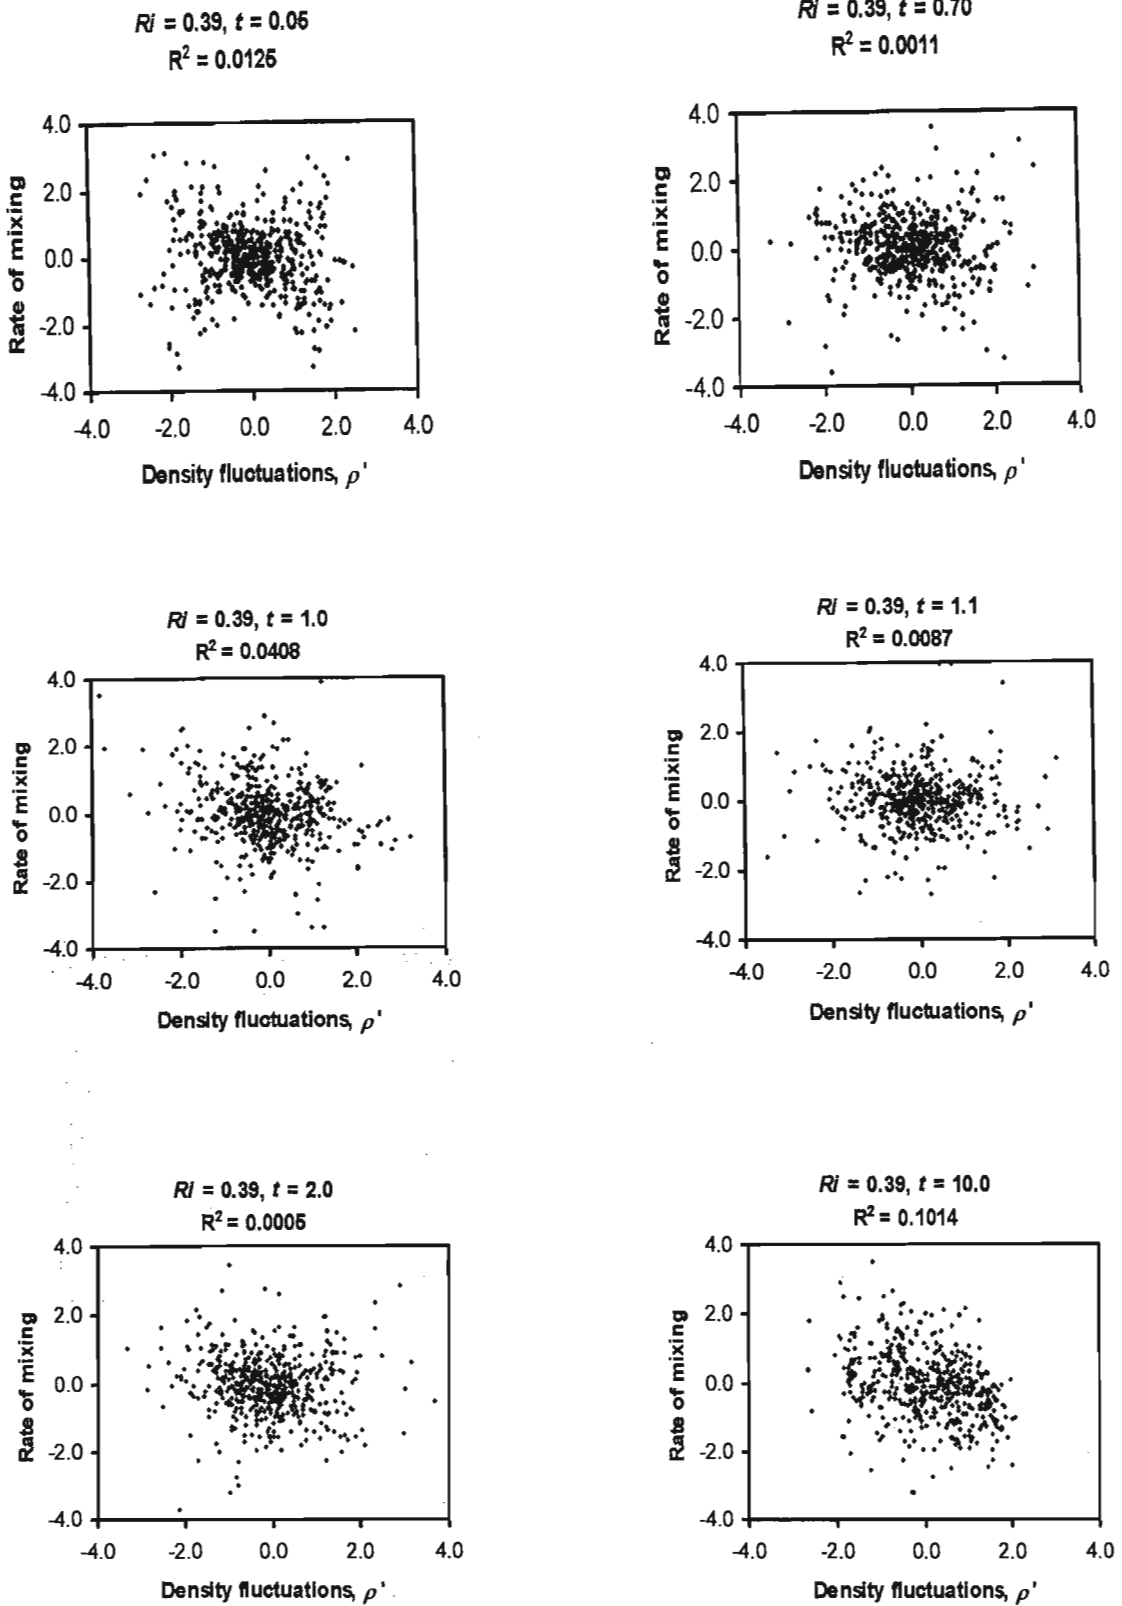 Ri = 0.39, t = 0.05
R² = 0.0125
4.0
2.0
0.0
-2.0
-4.0
Rate of mixing
-4.0 -2.0 0.0 2.0 4.0
Density fluctuations, ρ'
Ri = 0.39, t = 0.70
R² = 0.0011
4.0
2.0
0.0
-2.0
-4.0
Rate of mixing
-4.0 -2.0 0.0 2.0 4.0
Density fluctuations, ρ'
Ri = 0.39, t = 1.0
R² = 0.0408
4.0
2.0
0.0
-2.0
-4.0
Rate of mixing
-4.0 -2.0 0.0 2.0 4.0
Density fluctuations, ρ'
Ri = 0.39, t = 1.1
R² = 0.0087
4.0
2.0
0.0
-2.0
-4.0
Rate of mixing
-4.0 -2.0 0.0 2.0 4.0
Density fluctuations, ρ'
Ri = 0.39, t = 2.0
R² = 0.0005
4.0
2.0
0.0
-2.0
-4.0
Rate of mixing
-4.0 -2.0 0.0 2.0 4.0
Density fluctuations, ρ'
Ri = 0.39, t = 10.0
R² = 0.1014
4.0
2.0
0.0
-2.0
-4.0
Rate of mixing
-4.0 -2.0 0.0 2.0 4.0
Density fluctuations, ρ'